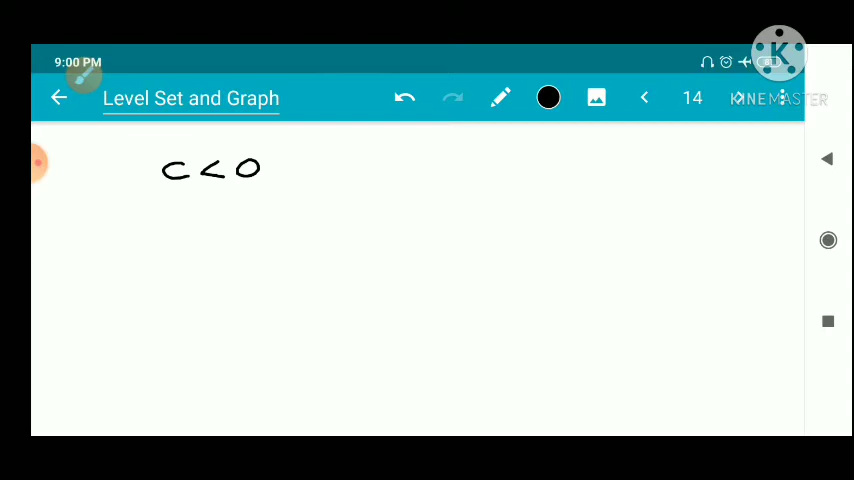 9:00 PM
Level Set and Graph
14
K
KINEMASTER
c < 0